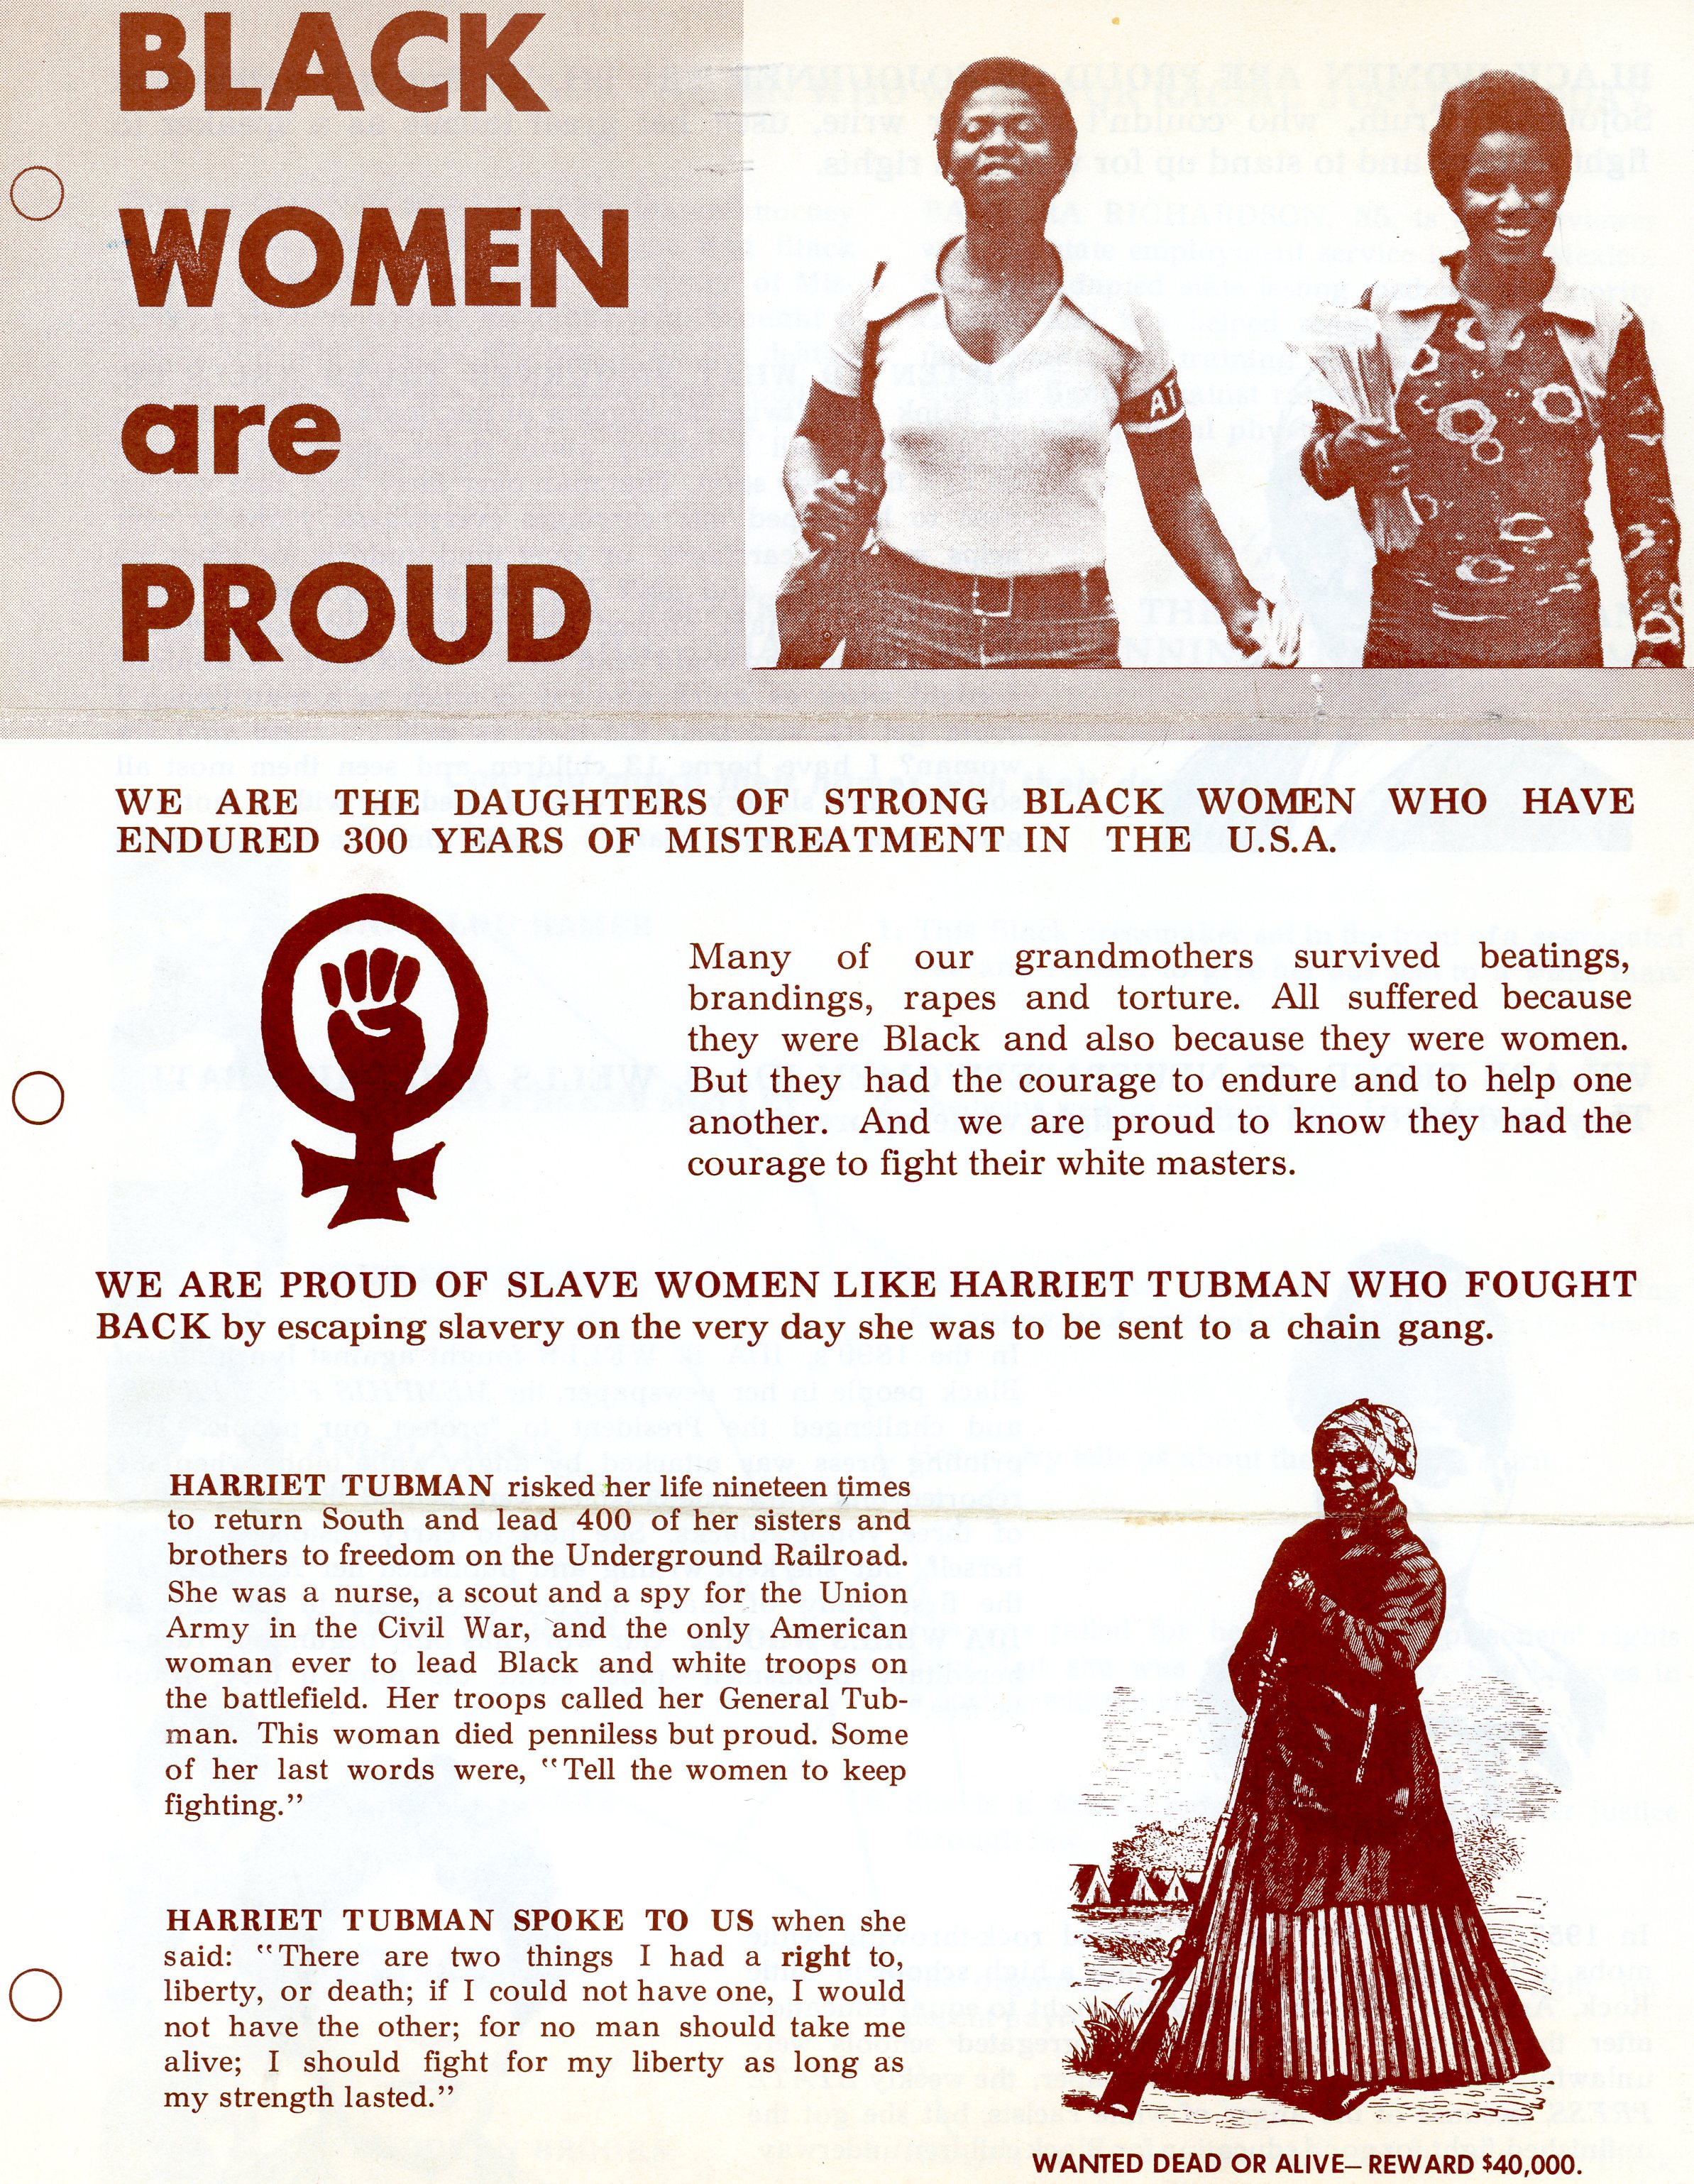 BLACK
WOMEN
are
PROUD
AT
WE ARE THE DAUGHTERS OF STRONG BLACK WOMEN WHO HAVE
ENDURED 300 YEARS OF MISTREATMENT IN THE U.S.A.
Many of our grandmothers survived beatings,
brandings, rapes and torture. All suffered because
they were Black and also because they were women.
But they had the courage to endure and to help one
another. And we are proud to know they had the
courage to fight their white masters.
WE ARE PROUD OF SLAVE WOMEN LIKE HARRIET TUBMAN WHO FOUGHT
BACK by escaping slavery on the very day she was to be sent to a chain gang.
HARRIET TUBMAN risked her life nineteen times
to return South and lead 400 of her sisters and
brothers to freedom on the Underground Railroad.
She was a nurse, a scout and a spy for the Union
Army in the Civil War, and the only American
woman ever to lead Black and white troops on
the battlefield. Her troops called her General Tub-
man. This woman died penniless but proud. Some
of her last words were, "Tell the women to keep
fighting."
HARRIET TUBMAN SPOKE TO US when she
said: "There are two things I had a right to,
liberty, or death; if I could not have one, I would
not have the other; for no man should take me
alive; I should fight for my liberty as long as
my strength lasted."
WANTED DEAD OR ALIVE—REWARD $40,000.